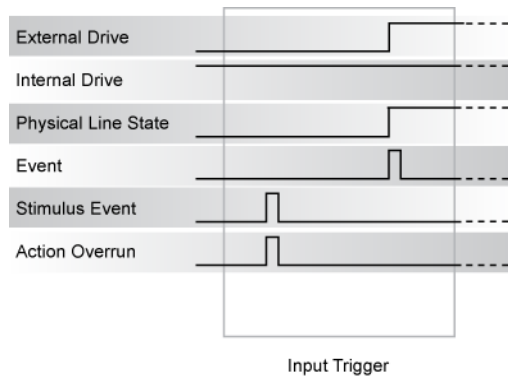 External Drive
Internal Drive
Physical Line State
Event
Stimulus Event
Action Overrun
Input Trigger